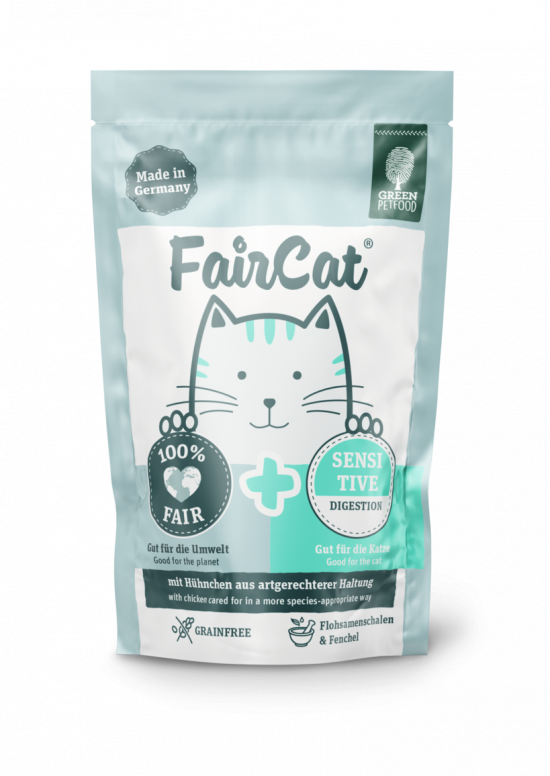 Made in
Germany
GREEN
PETFOOD
FairCat®
100%
FAIR
SENSI
TIVE
DIGESTION
Gut für die Umwelt
Good for the planet
Gut für die Katze
Good for the cat
mit Hühnchen aus artgerechterer Haltung
with chicken cared for in a more species-appropriate way
GRAINFREE
Flohsamenschalen
& Fenchel